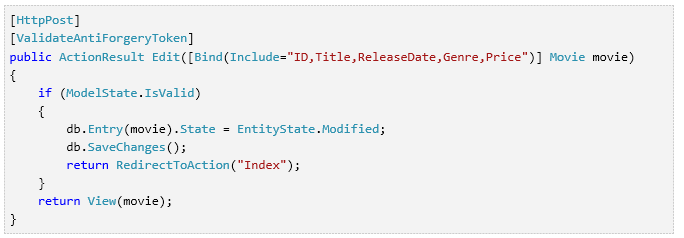 [HttpPost]
[ValidateAntiForgeryToken]
public ActionResult Edit([Bind(Include="ID,Title,ReleaseDate,Genre,Price")] Movie movie)
{
    if (ModelState.IsValid)
    {
        db.Entry(movie).State = EntityState.Modified;
        db.SaveChanges();
        return RedirectToAction("Index");
    }
    return View(movie);
}